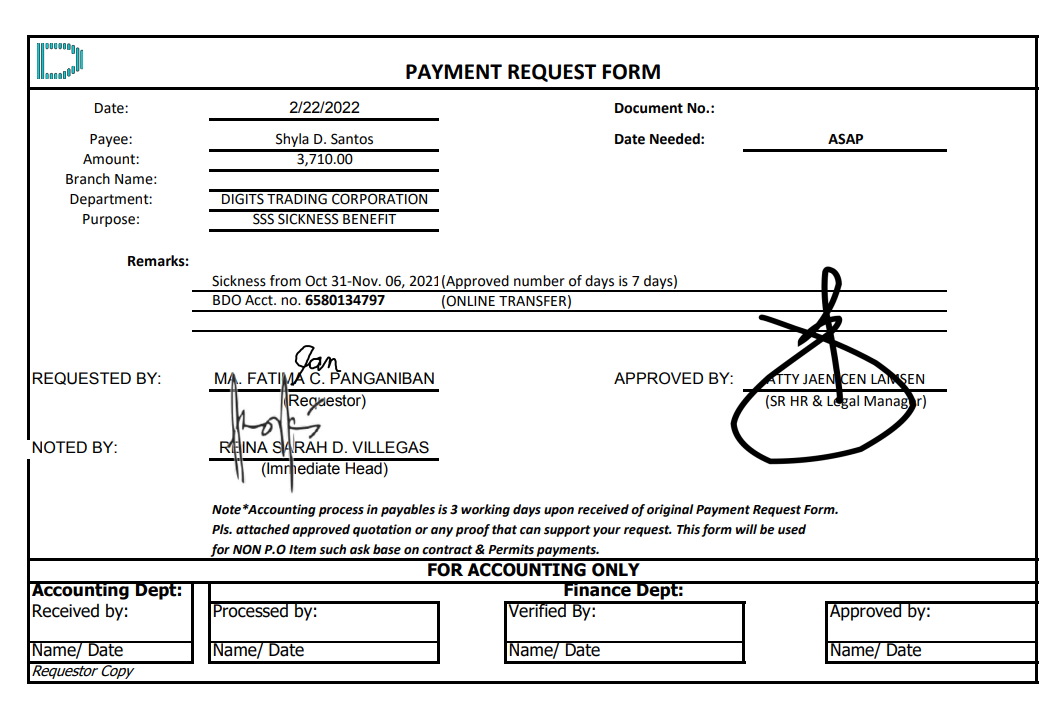 PAYMENT REQUEST FORM
Date: 2/22/2022 Document No.:
Payee: Shyla D. Santos Date Needed: ASAP
Amount: 3,710.00
Branch Name:
Department: DIGITS TRADING CORPORATION
Purpose: SSS SICKNESS BENEFIT
Remarks:
Sickness from Oct 31-Nov. 06, 2021 (Approved number of days is 7 days)
BDO Acct. no. 6580134797 (ONLINE TRANSFER)
REQUESTED BY: MA. FATIMA C. PANGANIBAN APPROVED BY: ATTY JAENICEN LAMSEN
(Requestor) (SR HR & Legal Manager)
NOTED BY: REINA SARAH D. VILLEGAS
(Immediate Head)
Note*Accounting process in payables is 3 working days upon received of original Payment Request Form.
Pls. attached approved quotation or any proof that can support your request. This form will be used
for NON P.O Item such ask base on contract & Permits payments.
FOR ACCOUNTING ONLY
Accounting Dept: Finance Dept:
Received by: Processed by: Verified By: Approved by:
Name/ Date Name/ Date Name/ Date Name/ Date
Requestor Copy